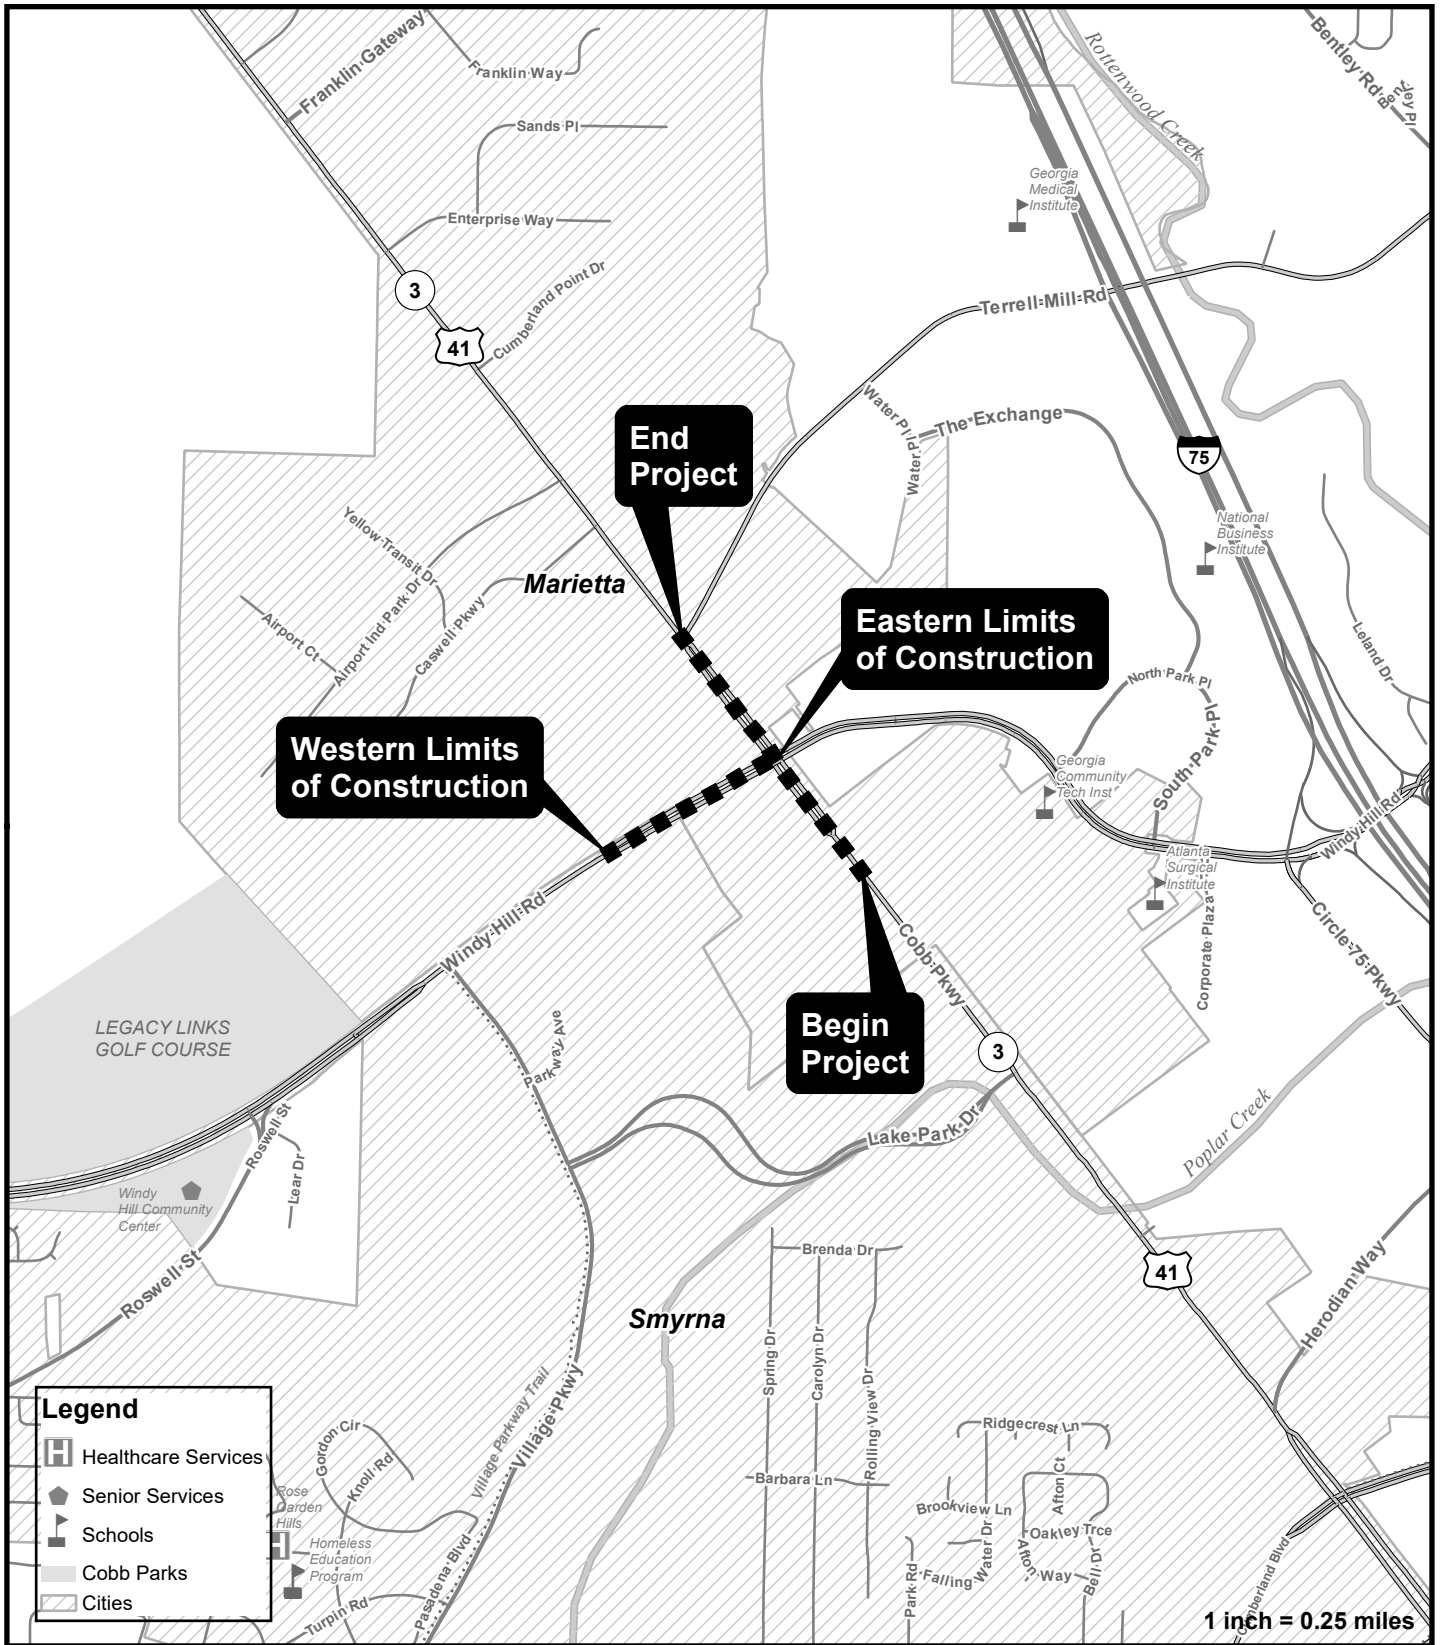 Franklin Gateway
Franklin Way
Sands Pl
Enterprise Way
Cumberland Point Dr
3
41
Rottenwood Creek
Bentley Rd
Georgia
Medical
Institute
Terrell Mill Rd
Water Pl
Water Pl
The Exchange
75
National
Business
Institute
Leland Dr
End
Project
Yellow Transit Dr
Airport Ct
Airport Ind Park Dr
Caswell Pkwy
Marietta
Eastern Limits
of Construction
North Park Pl
South Park Pl
Western Limits
of Construction
Georgia
Community
Tech Inst
Windy Hill Rd
Atlanta
Surgical
Institute
Corporate Plaza
Circle 75 Pkwy
Windy Hill Rd
Cobb Pkwy
Begin
Project
3
LEGACY LINKS
GOLF COURSE
Parkway Ave
Lake Park Dr
Poplar Creek
Roswell St
Lear Dr
Windy
Hill Community
Center
Roswell St
Brenda Dr
41
Herodian Way
Smyrna
Spring Dr
Carolyn Dr
Rolling View Dr
Village Parkway Trail
Village Pkwy
Barbara Ln
Ridgecrest Ln
Brookview Ln
Afton Ct
Oakley Trce
Afton Way
Falling Water Dr
Bell Dr
Park Rd
Cumberland Blvd
Legend
Healthcare Services
Senior Services
Schools
Cobb Parks
Cities
Gordon Cir
Knoll Rd
Rose
Garden
Hills
Homeless
Education
Program
Turpin Rd
Pasadena Blvd
1 inch = 0.25 miles